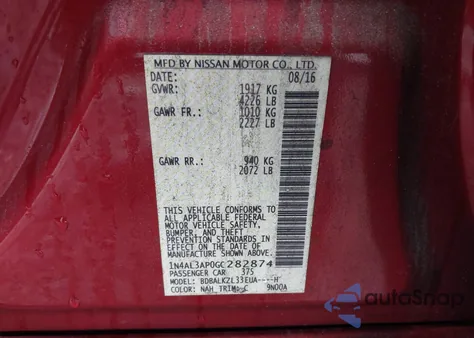 MFD BY NISSAN MOTOR CO., LTD.
DATE: 08/16
GVWR: 1917 KG
4226 LB
GAWR FR.: 1010 KG
2227 LB
GAWR RR.: 940 KG
2072 LB
THIS VEHICLE CONFORMS TO
ALL APPLICABLE FEDERAL
MOTOR VEHICLE SAFETY,
BUMPER, AND THEFT
PREVENTION STANDARDS IN
EFFECT ON THE DATE OF
MANUFACTURE SHOWN ABOVE.
1N4AL3AP0GC282874
PASSENGER CAR 375
MODEL: BDBALKZL33EUA----H
COLOR: NAH TRIM: C 9N00A
autoSnap